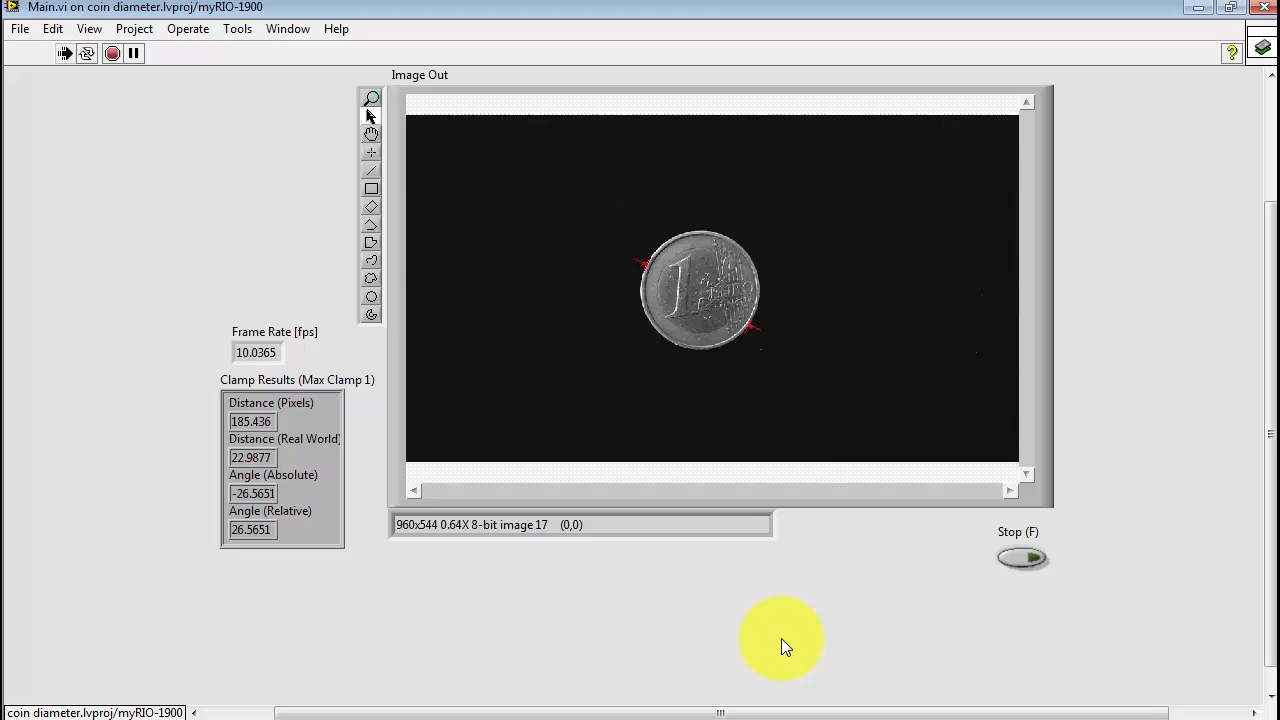 Main.vi on coin diameter.lvproj/myRIO-1900
File Edit View Project Operate Tools Window Help
Image Out
1
Frame Rate [fps]
10.0365
Clamp Results (Max Clamp 1)
Distance (Pixels)
185.436
Distance (Real World)
22.9877
Angle (Absolute)
-26.5651
Angle (Relative)
26.5651
960x544 0.64X 8-bit image 17 (0,0)
Stop (F)
coin diameter.lvproj/myRIO-1900